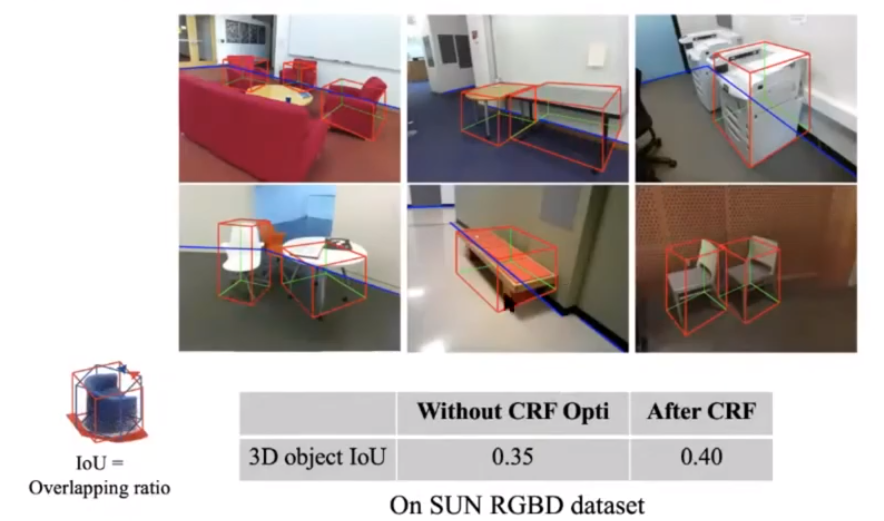 Without CRF Opti After CRF
3D object IoU 0.35 0.40
IoU =
Overlapping ratio
On SUN RGBD dataset